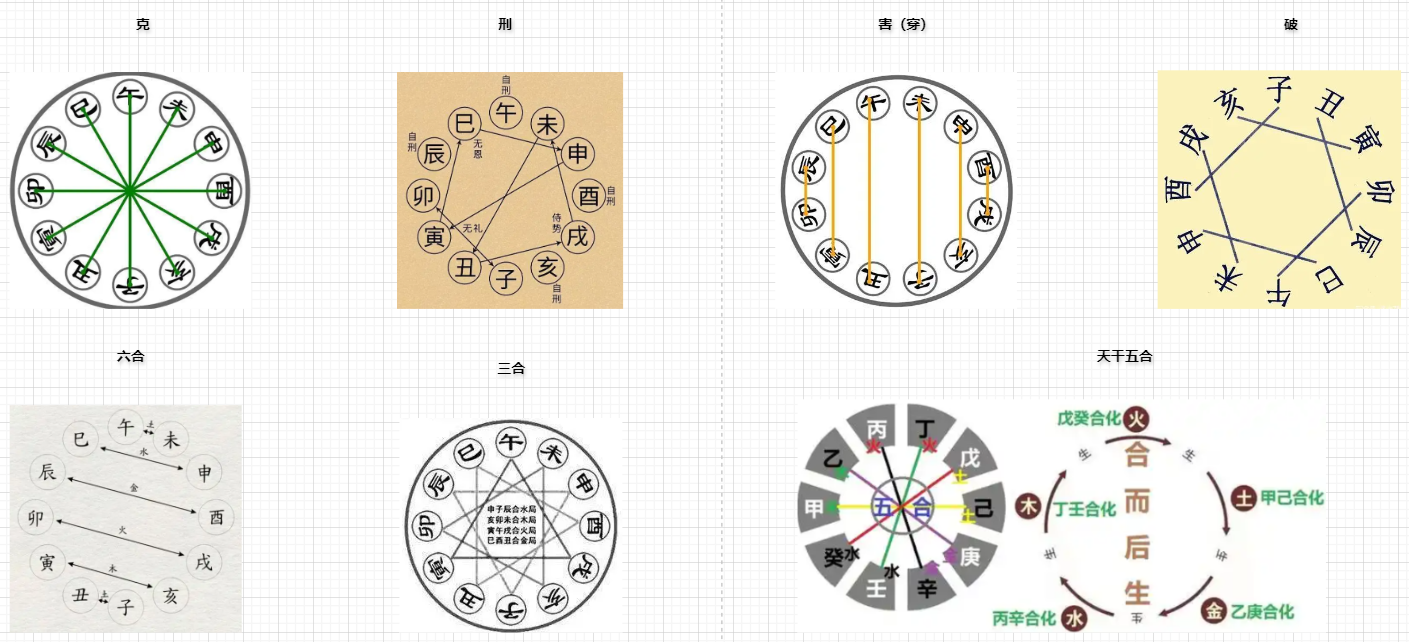 克
刑
害（穿）
破
午
未
申
酉
戌
亥
子
丑
寅
卯
辰
巳
自刑
午
未
申
酉
自刑
戌
亥
自刑
子
丑
寅
卯
辰
自刑
巳
无恩
无礼
侍势
午
未
申
酉
戌
亥
子
丑
寅
卯
辰
巳
子
丑
寅
卯
辰
巳
午
未
申
酉
戌
亥
六合
三合
天干五合
午
土
未
巳
水
申
辰
金
酉
卯
火
戌
寅
木
亥
丑
土
子
午
未
申
酉
戌
亥
子
丑
寅
卯
辰
巳
申子辰合水局
亥卯未合木局
寅午戌合火局
巳酉丑合金局
丙
火
丁
火
戊
土
己
土
庚
金
辛
金
壬
水
癸
水
甲
乙
五合
戊癸合化
火
生
土
甲己合化
生
金
乙庚合化
生
水
丙辛合化
生
木
丁壬合化
生
合
而
后
生